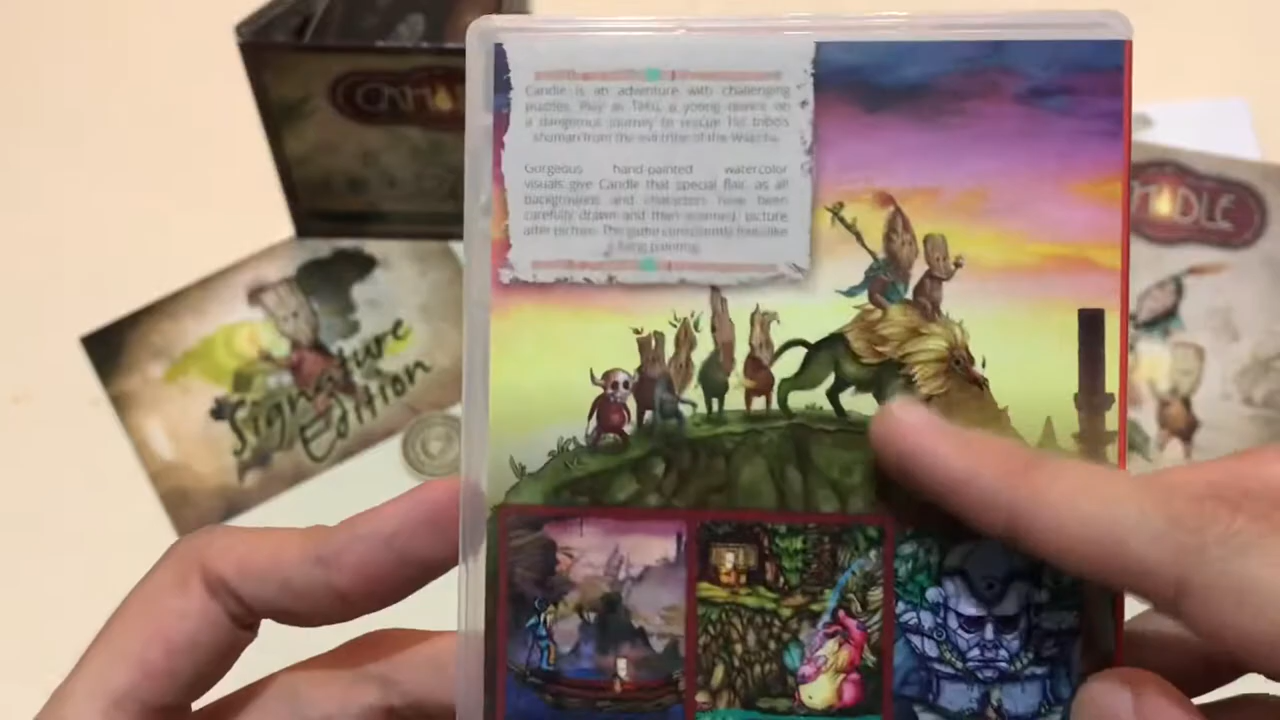 CANDLE
Candle is an adventure with challenging
puzzles. Play as Teku, a young novice on
a dangerous journey to rescue his tribe's
shaman from the evil tribe of the Wakcha.
Gorgeous hand-painted watercolor
visuals give Candle that special flair, as all
backgrounds and characters have been
carefully drawn and then scanned, picture
after picture. The game consistently feels like
a living painting.
Signature
Edition
NDLE